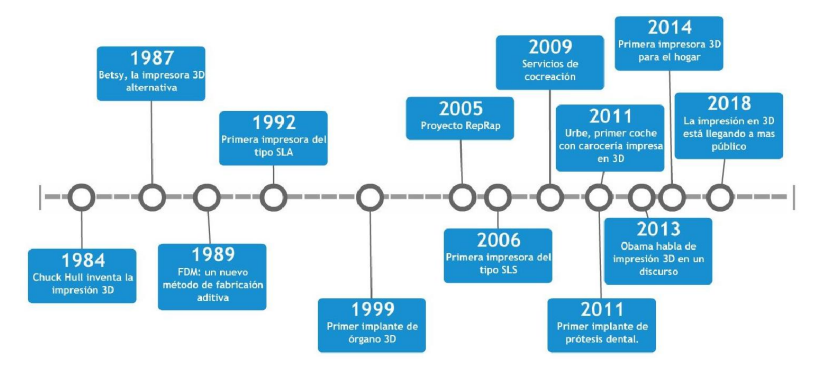 1984
Chuck Hull inventa la
impresión 3D
1987
Betsy, la impresora 3D
alternativa
1989
FDM: un nuevo
método de fabricaión
aditiva
1992
Primera impresora del
tipo SLA
1999
Primer implante de
órgano 3D
2005
Proyecto RepRap
2006
Primera impresora del
tipo SLS
2009
Servicios de
cocreación
2011
Urbe, primer coche
con carocería impresa
en 3D
2011
Primer implante de
prótesis dental.
2013
Obama habla de
impresión 3D en un
discurso
2014
Primera impresora 3D
para el hogar
2018
La impresión en 3D
está llegando a mas
público